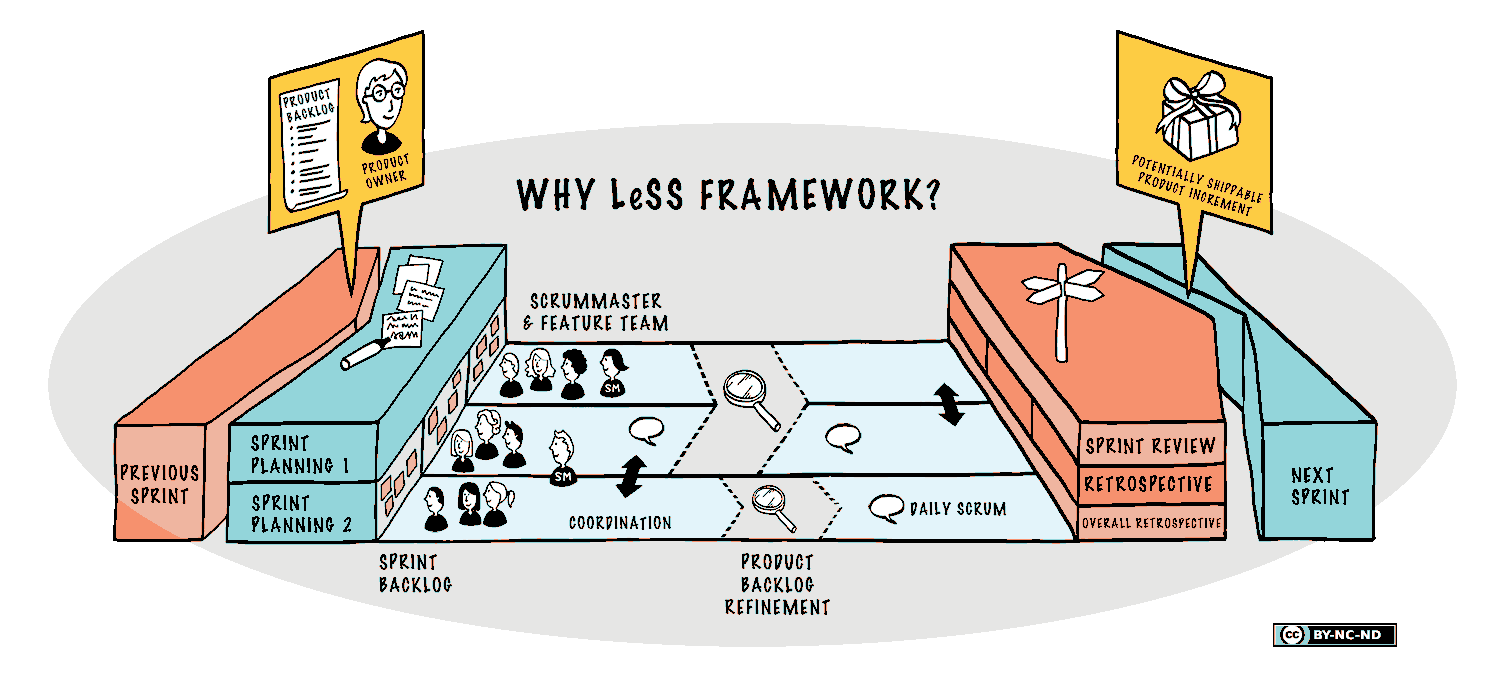 PRODUCT
BACKLOG
PRODUCT
OWNER
WHY LeSS FRAMEWORK?
POTENTIALLY SHIPPABLE
PRODUCT INCREMENT
SCRUMMASTER
& FEATURE TEAM
SM
SM
PREVIOUS
SPRINT
SPRINT
PLANNING 1
SPRINT
PLANNING 2
COORDINATION
DAILY SCRUM
SPRINT REVIEW
RETROSPECTIVE
OVERALL RETROSPECTIVE
NEXT
SPRINT
SPRINT
BACKLOG
PRODUCT
BACKLOG
REFINEMENT
cc BY-NC-ND